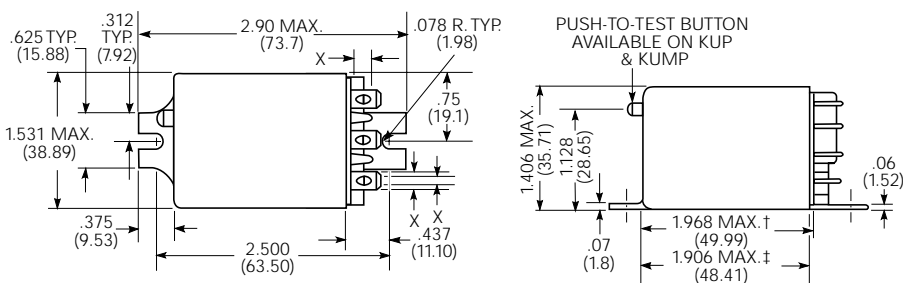 .312
TYP.
(7.92)
.625 TYP.
(15.88)
2.90 MAX.
(73.7)
.078 R. TYP.
(1.98)
X
.75
(19.1)
1.531 MAX.
(38.89)
.375
(9.53)
2.500
(63.50)
X
X
.437
(11.10)
PUSH-TO-TEST BUTTON
AVAILABLE ON KUP
& KUMP
1.406 MAX.
(35.71)
1.128
(28.65)
.06
(1.52)
.07
(1.8)
1.968 MAX.†
(49.99)
1.906 MAX.‡
(48.41)